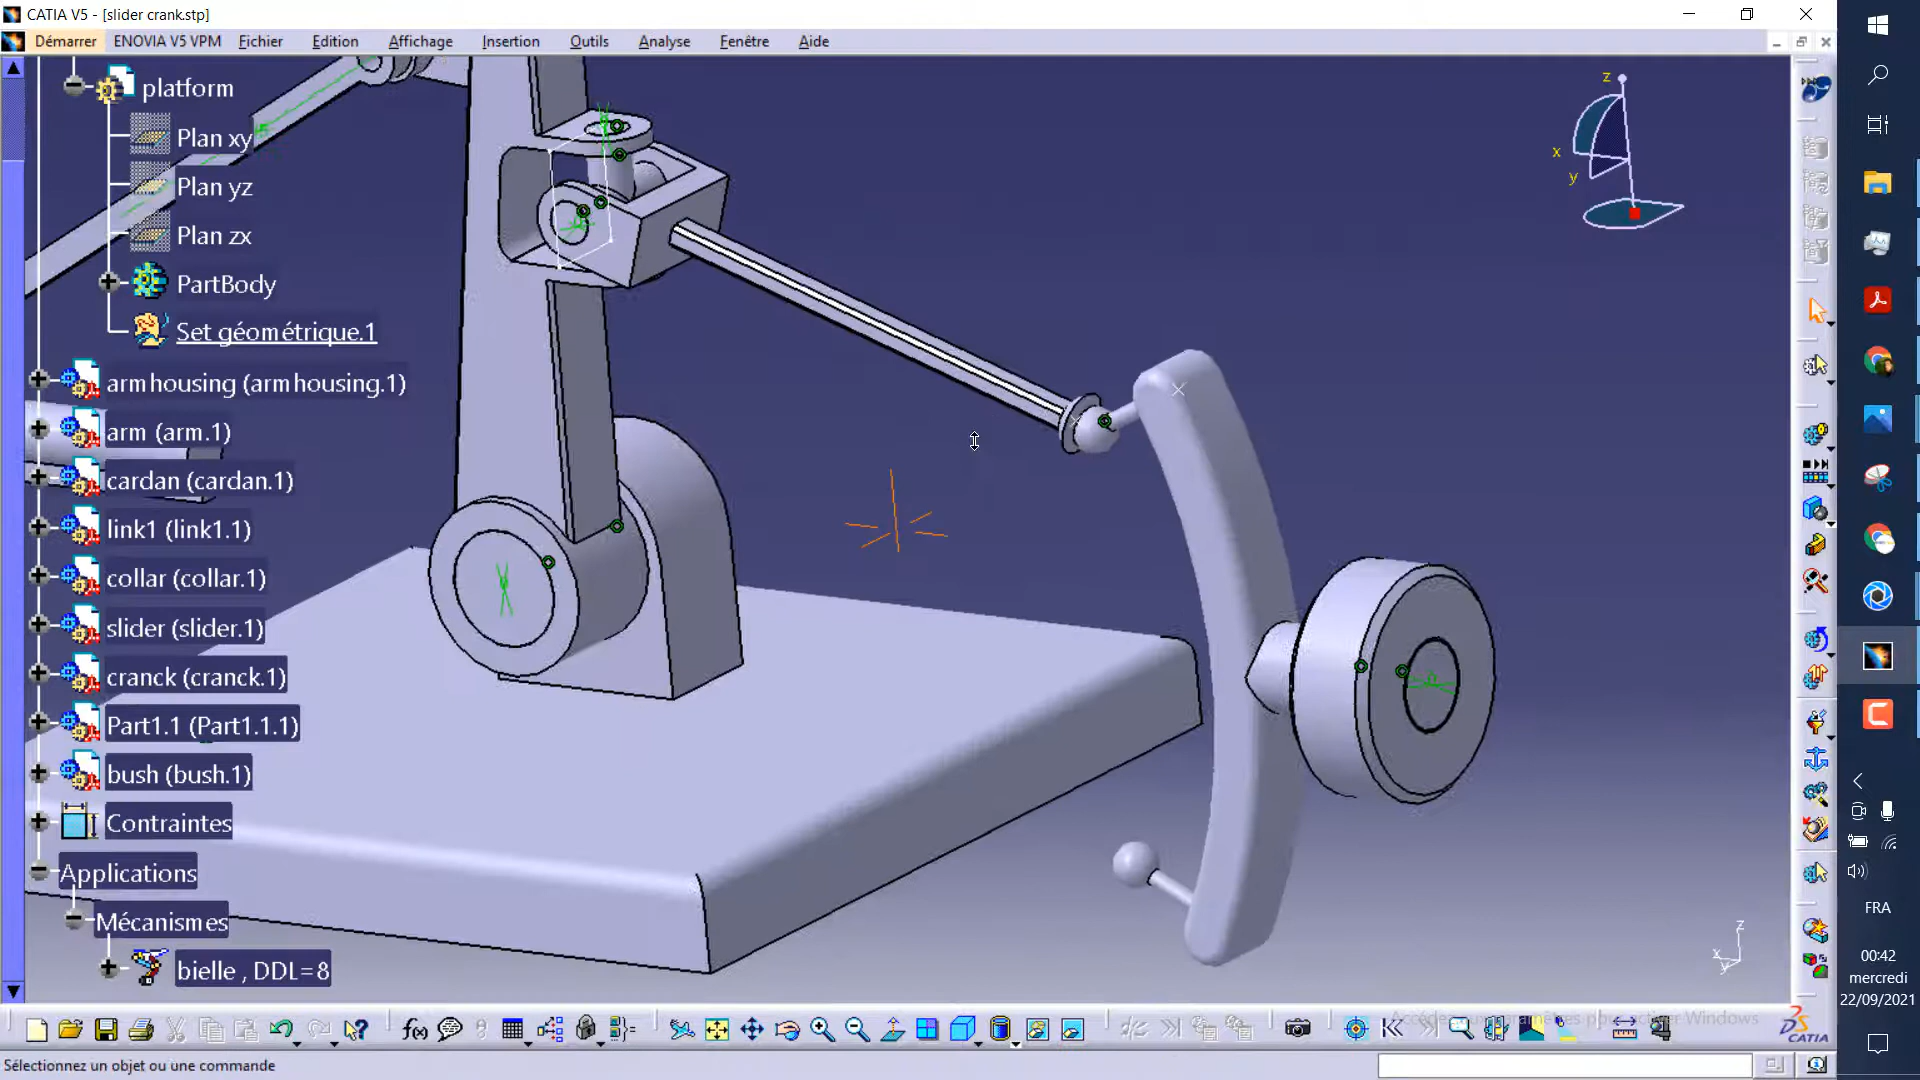 CATIA V5 - [slider crank.stp]
Démarrer ENOVIA V5 VPM Fichier Edition Affichage Insertion Outils Analyse Fenêtre Aide
platform
Plan xy
Plan yz
Plan zx
PartBody
Set géométrique.1
armhousing (armhousing.1)
arm (arm.1)
cardan (cardan.1)
link1 (link1.1)
collar (collar.1)
slider (slider.1)
cranck (cranck.1)
Part1.1 (Part1.1.1)
bush (bush.1)
Contraintes
Applications
Mécanismes
bielle , DDL=8
z
x
y
z
x
y
f(x)
CATIA
Sélectionnez un objet ou une commande
FRA
00:42
mercredi
22/09/2021